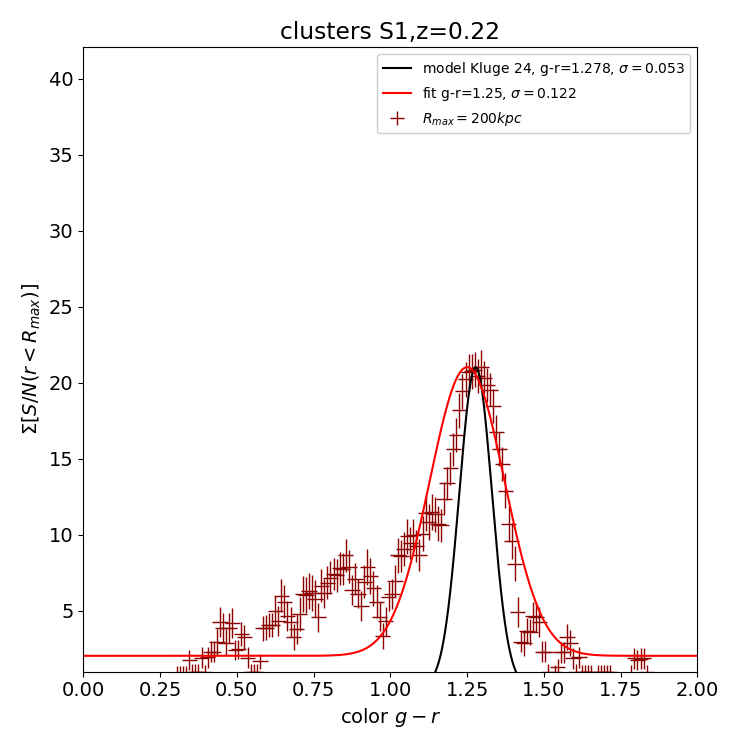 clusters S1,z=0.22
model Kluge 24, g-r=1.278, σ = 0.053
fit g-r=1.25, σ = 0.122
R_max = 200kpc
40
35
30
25
20
15
10
5
Σ[S/N(r < R_max)]
0.00 0.25 0.50 0.75 1.00 1.25 1.50 1.75 2.00
color g − r